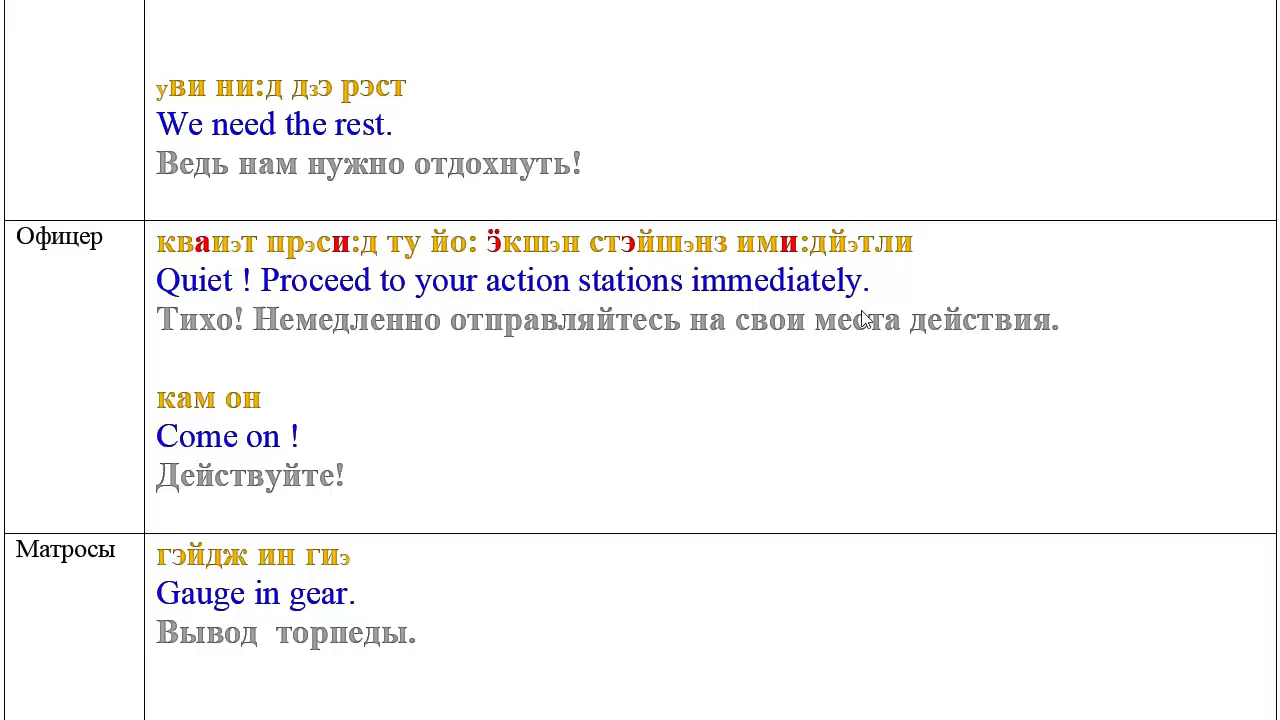 уви ни:д дзэ рэст
We need the rest.
Ведь нам нужно отдохнуть!
Офицер
кваиэт прэси:д ту йо: ӭкшэн стэйшэнз ими:дйэтли
Quiet ! Proceed to your action stations immediately.
Тихо! Немедленно отправляйтесь на свои места действия.
кам он
Come on !
Действуйте!
Матросы
гэйдж ин гиэ
Gauge in gear.
Вывод торпеды.